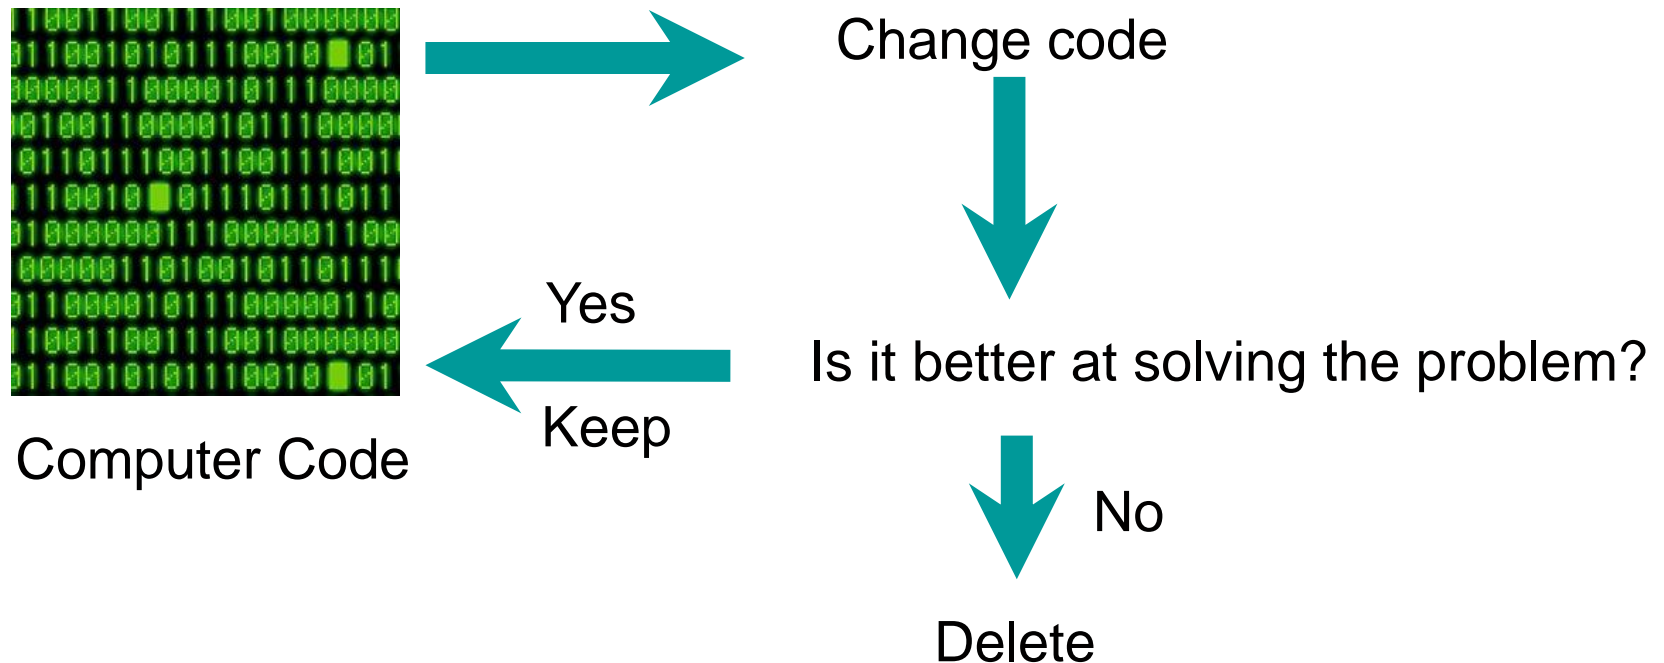 Change code
Yes
Is it better at solving the problem?
Keep
Computer Code
No
Delete